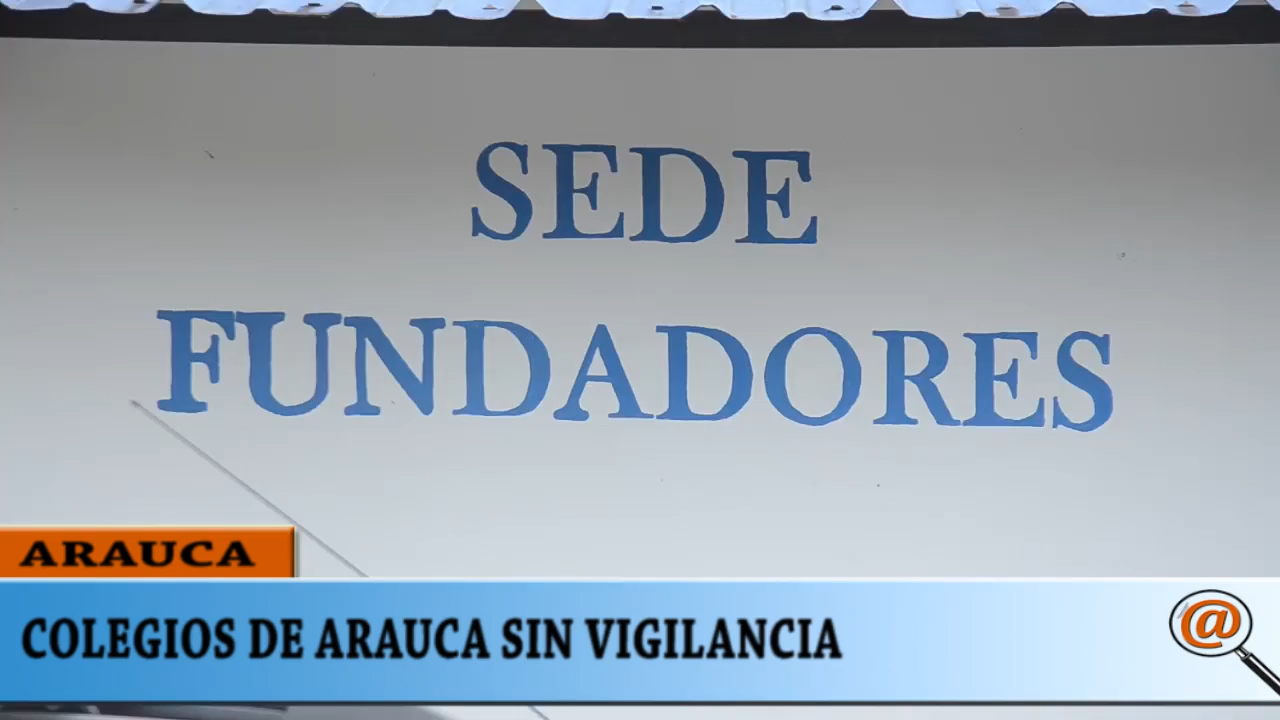 SEDE
FUNDADORES
ARAUCA
COLEGIOS DE ARAUCA SIN VIGILANCIA
@